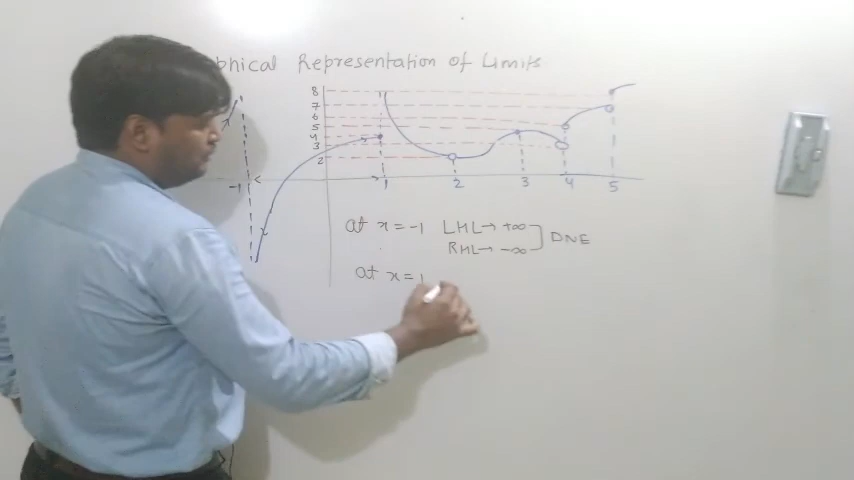 phical Representation of Limits
8
7
6
5
4
3
2
-1 1 2 3 4 5
at x = -1 LHL → +∞
RHL → -∞ ] DNE
at x = 1